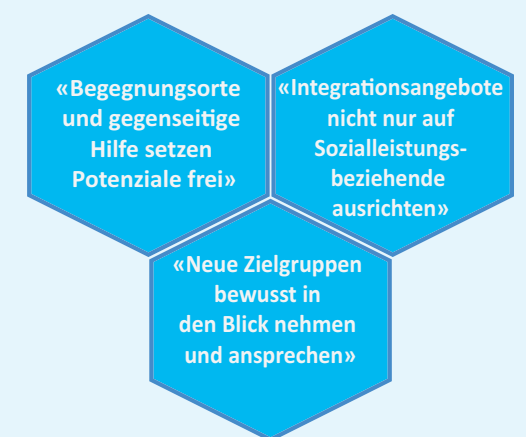 «Begegnungsorte
und gegenseitige
Hilfe setzen
Potenziale frei»
«Integrationsangebote
nicht nur auf
Sozialleistungs-
beziehende
ausrichten»
«Neue Zielgruppen
bewusst in
den Blick nehmen
und ansprechen»